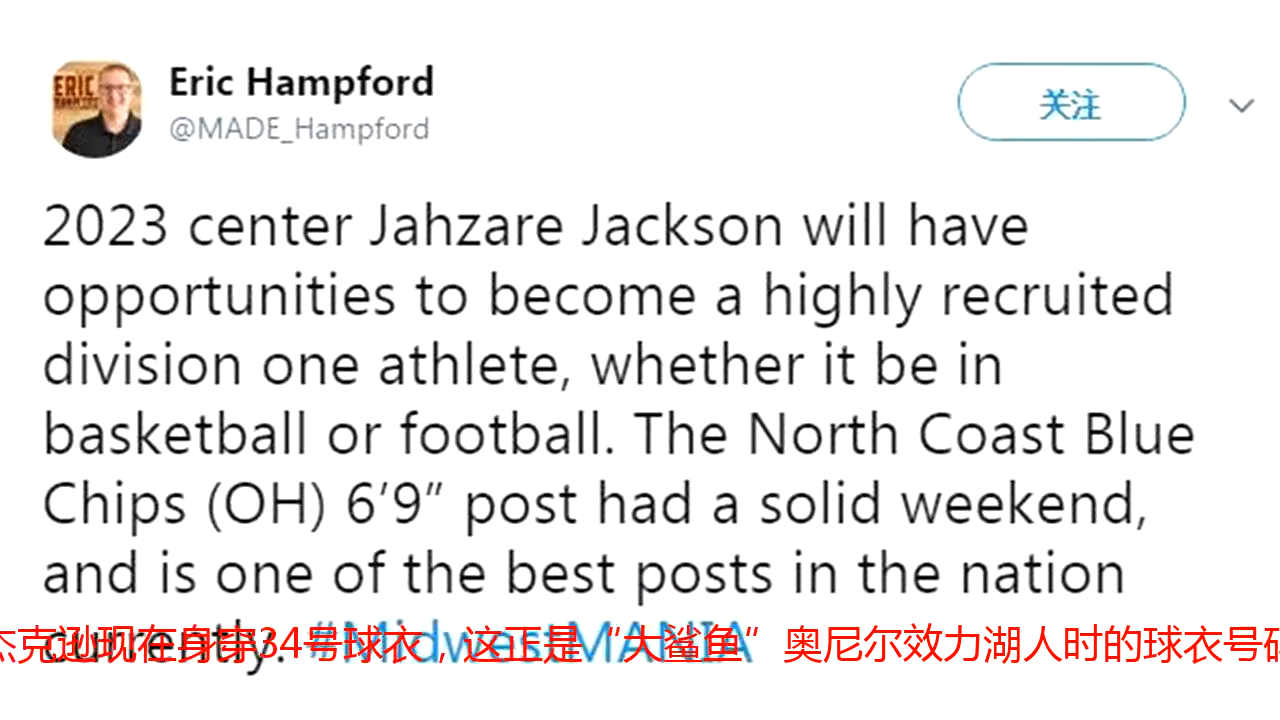 Eric Hampford
@MADE_Hampford
关注
2023 center Jahzare Jackson will have
opportunities to become a highly recruited
division one athlete, whether it be in
basketball or football. The North Coast Blue
Chips (OH) 6’9” post had a solid weekend,
and is one of the best posts in the nation
currently. #MidwestMANIA
杰克逊现在身穿34号球衣，这正是“大鲨鱼”奥尼尔效力湖人时的球衣号码